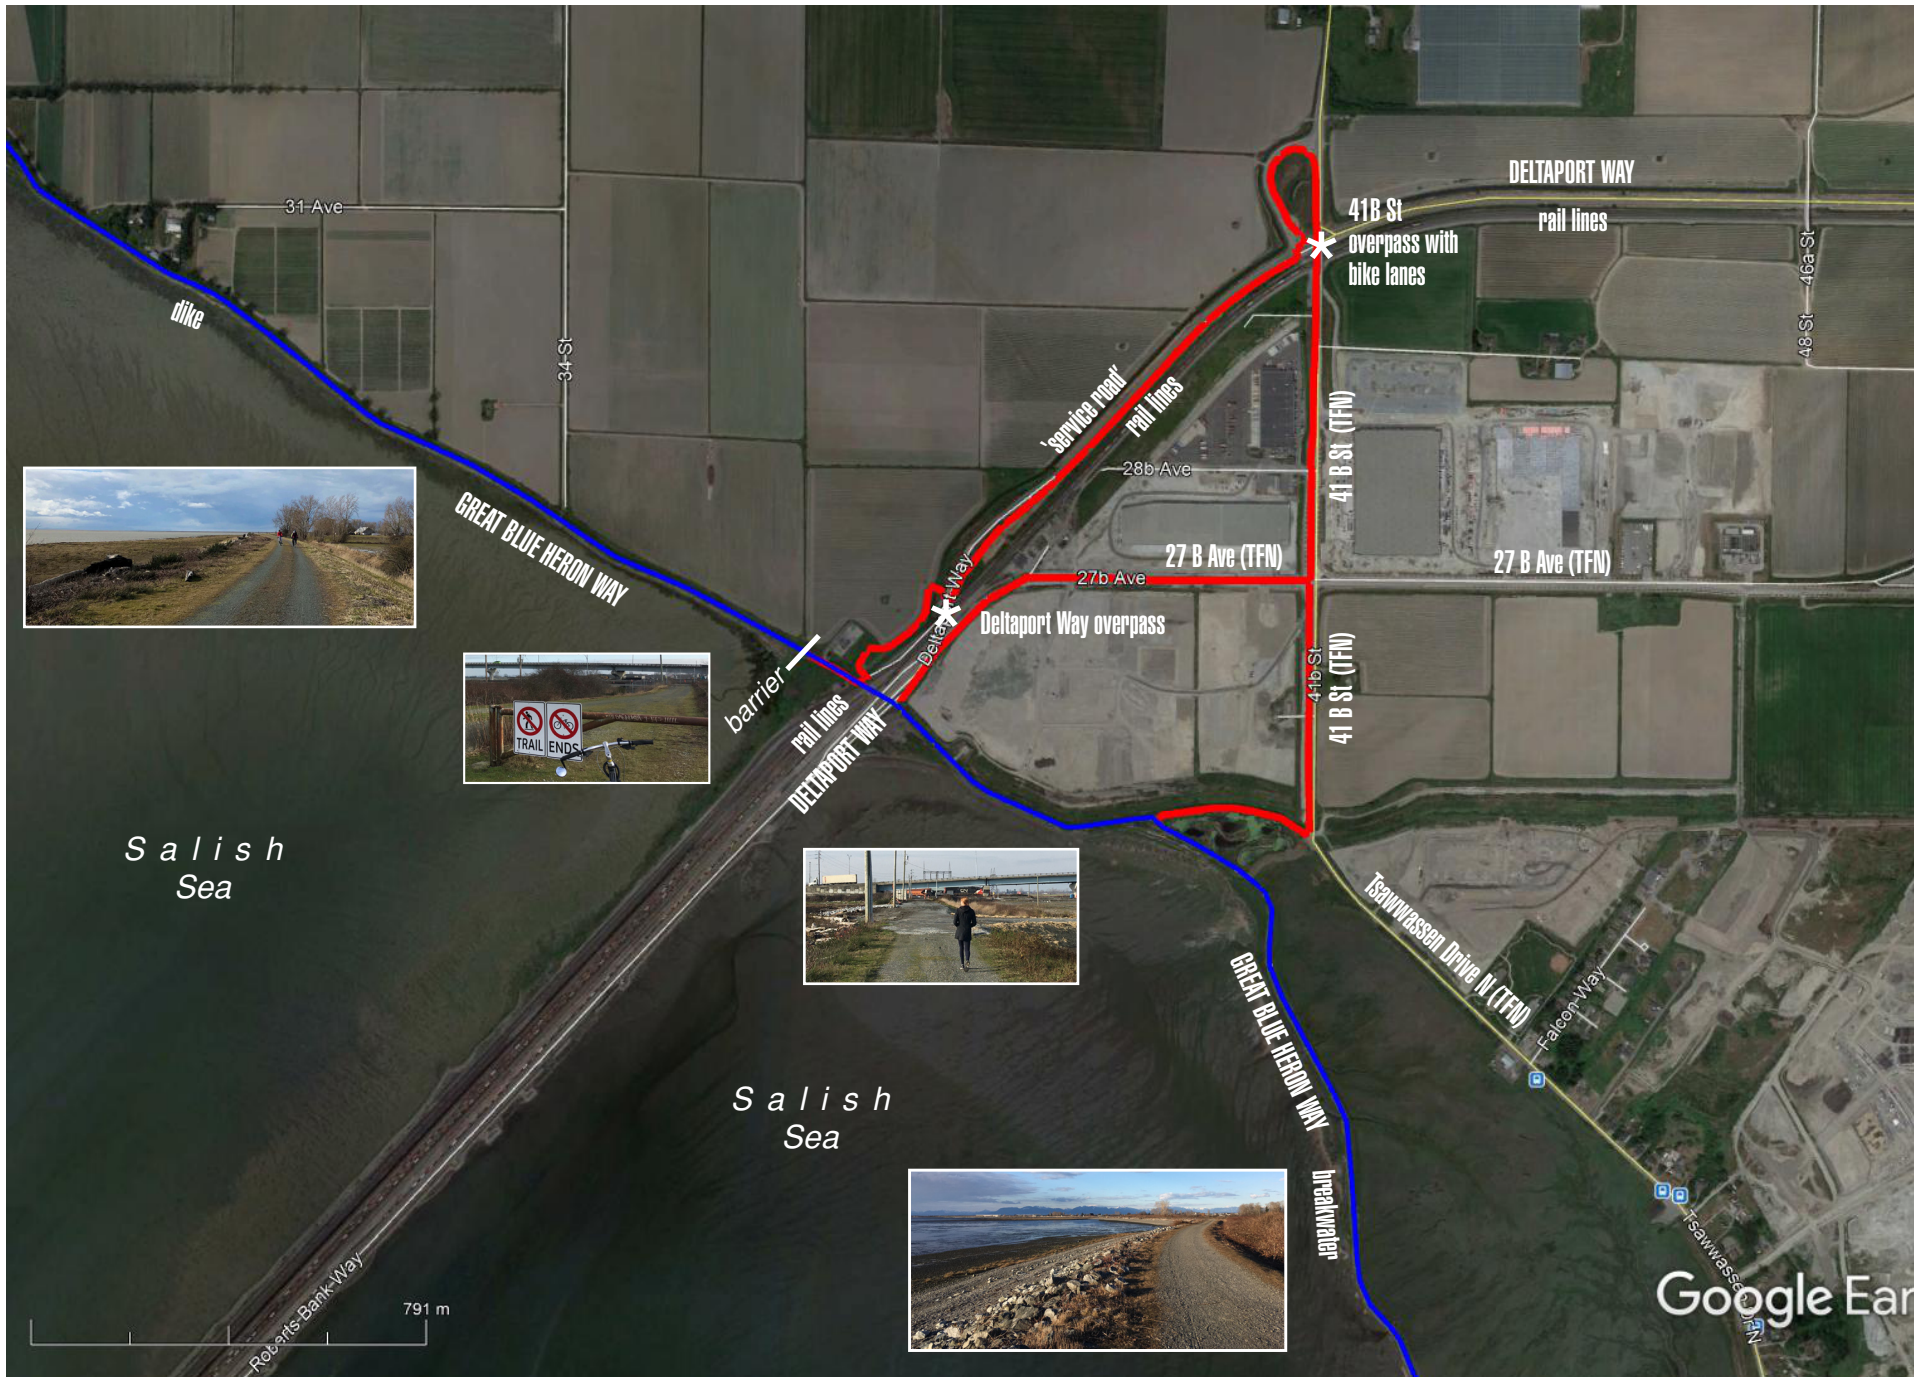 DELTAPORT WAY
rail lines
41B St
overpass with
bike lanes
31 Ave
46a St
48 St
dike
34 St
'service road'
rail lines
41 B St (TFN)
28b Ave
GREAT BLUE HERON WAY
27 B Ave (TFN)
27 B Ave (TFN)
27b Ave
Deltaport Way
Deltaport Way overpass
41b St
41 B St (TFN)
barrier
rail lines
DELTAPORT WAY
TRAIL
ENDS
Salish
Sea
Tsawwassen Drive N (TFN)
Falcon Way
GREAT BLUE HERON WAY
Salish
Sea
breakwater
Tsawwassen Dr N
Roberts Bank Way
791 m
Google Ear